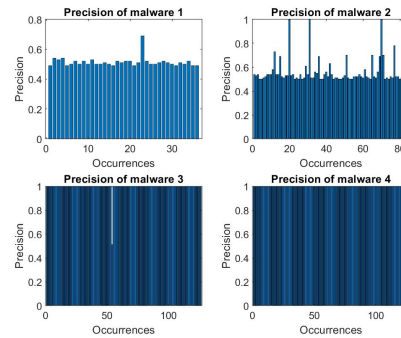 Precision of malware 1
0.8
0.6
0.4
0.2
0
Precision
0 10 20 30
Occurrences
Precision of malware 2
1
0.8
0.6
0.4
0.2
0
Precision
0 20 40 60
Occurrences
Precision of malware 3
1
0.8
0.6
0.4
0.2
0
Precision
0 50 100
Occurrences
Precision of malware 4
1
0.8
0.6
0.4
0.2
0
Precision
0 50 100
Occurrences